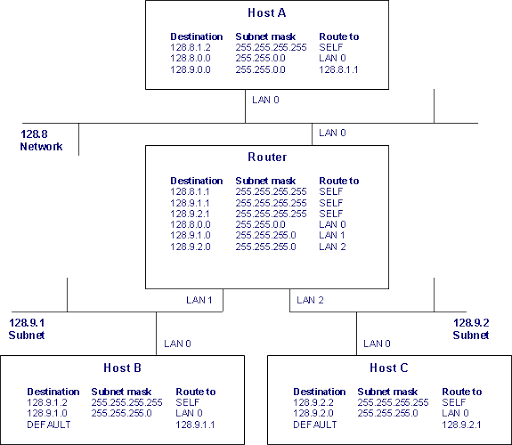 Host A
Destination Subnet mask Route to
128.8.1.2 255.255.255.255 SELF
128.8.0.0 255.255.0.0 LAN 0
128.9.0.0 255.255.0.0 128.8.1.1
LAN 0
128.8
Network
LAN 0
Router
Destination Subnet mask Route to
128.8.1.1 255.255.255.255 SELF
128.9.1.1 255.255.255.255 SELF
128.9.2.1 255.255.255.255 SELF
128.8.0.0 255.255.0.0 LAN 0
128.9.1.0 255.255.255.0 LAN 1
128.9.2.0 255.255.255.0 LAN 2
LAN 1
LAN 2
128.9.1
Subnet
128.9.2
Subnet
LAN 0
LAN 0
Host B
Destination Subnet mask Route to
128.9.1.2 255.255.255.255 SELF
128.9.1.0 255.255.255.0 LAN 0
DEFAULT 128.9.1.1
Host C
Destination Subnet mask Route to
128.9.2.2 255.255.255.255 SELF
128.9.2.0 255.255.255.0 LAN 0
DEFAULT 128.9.2.1